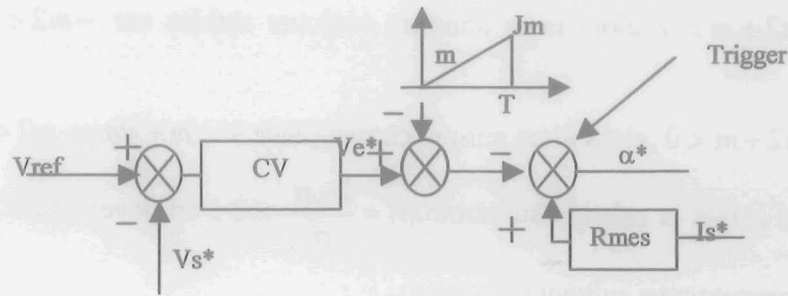 Jm
m
Trigger
T
−
+
Vref
CV
Ve*
+
−
α*
−
Vs*
+
Rmes
Is*